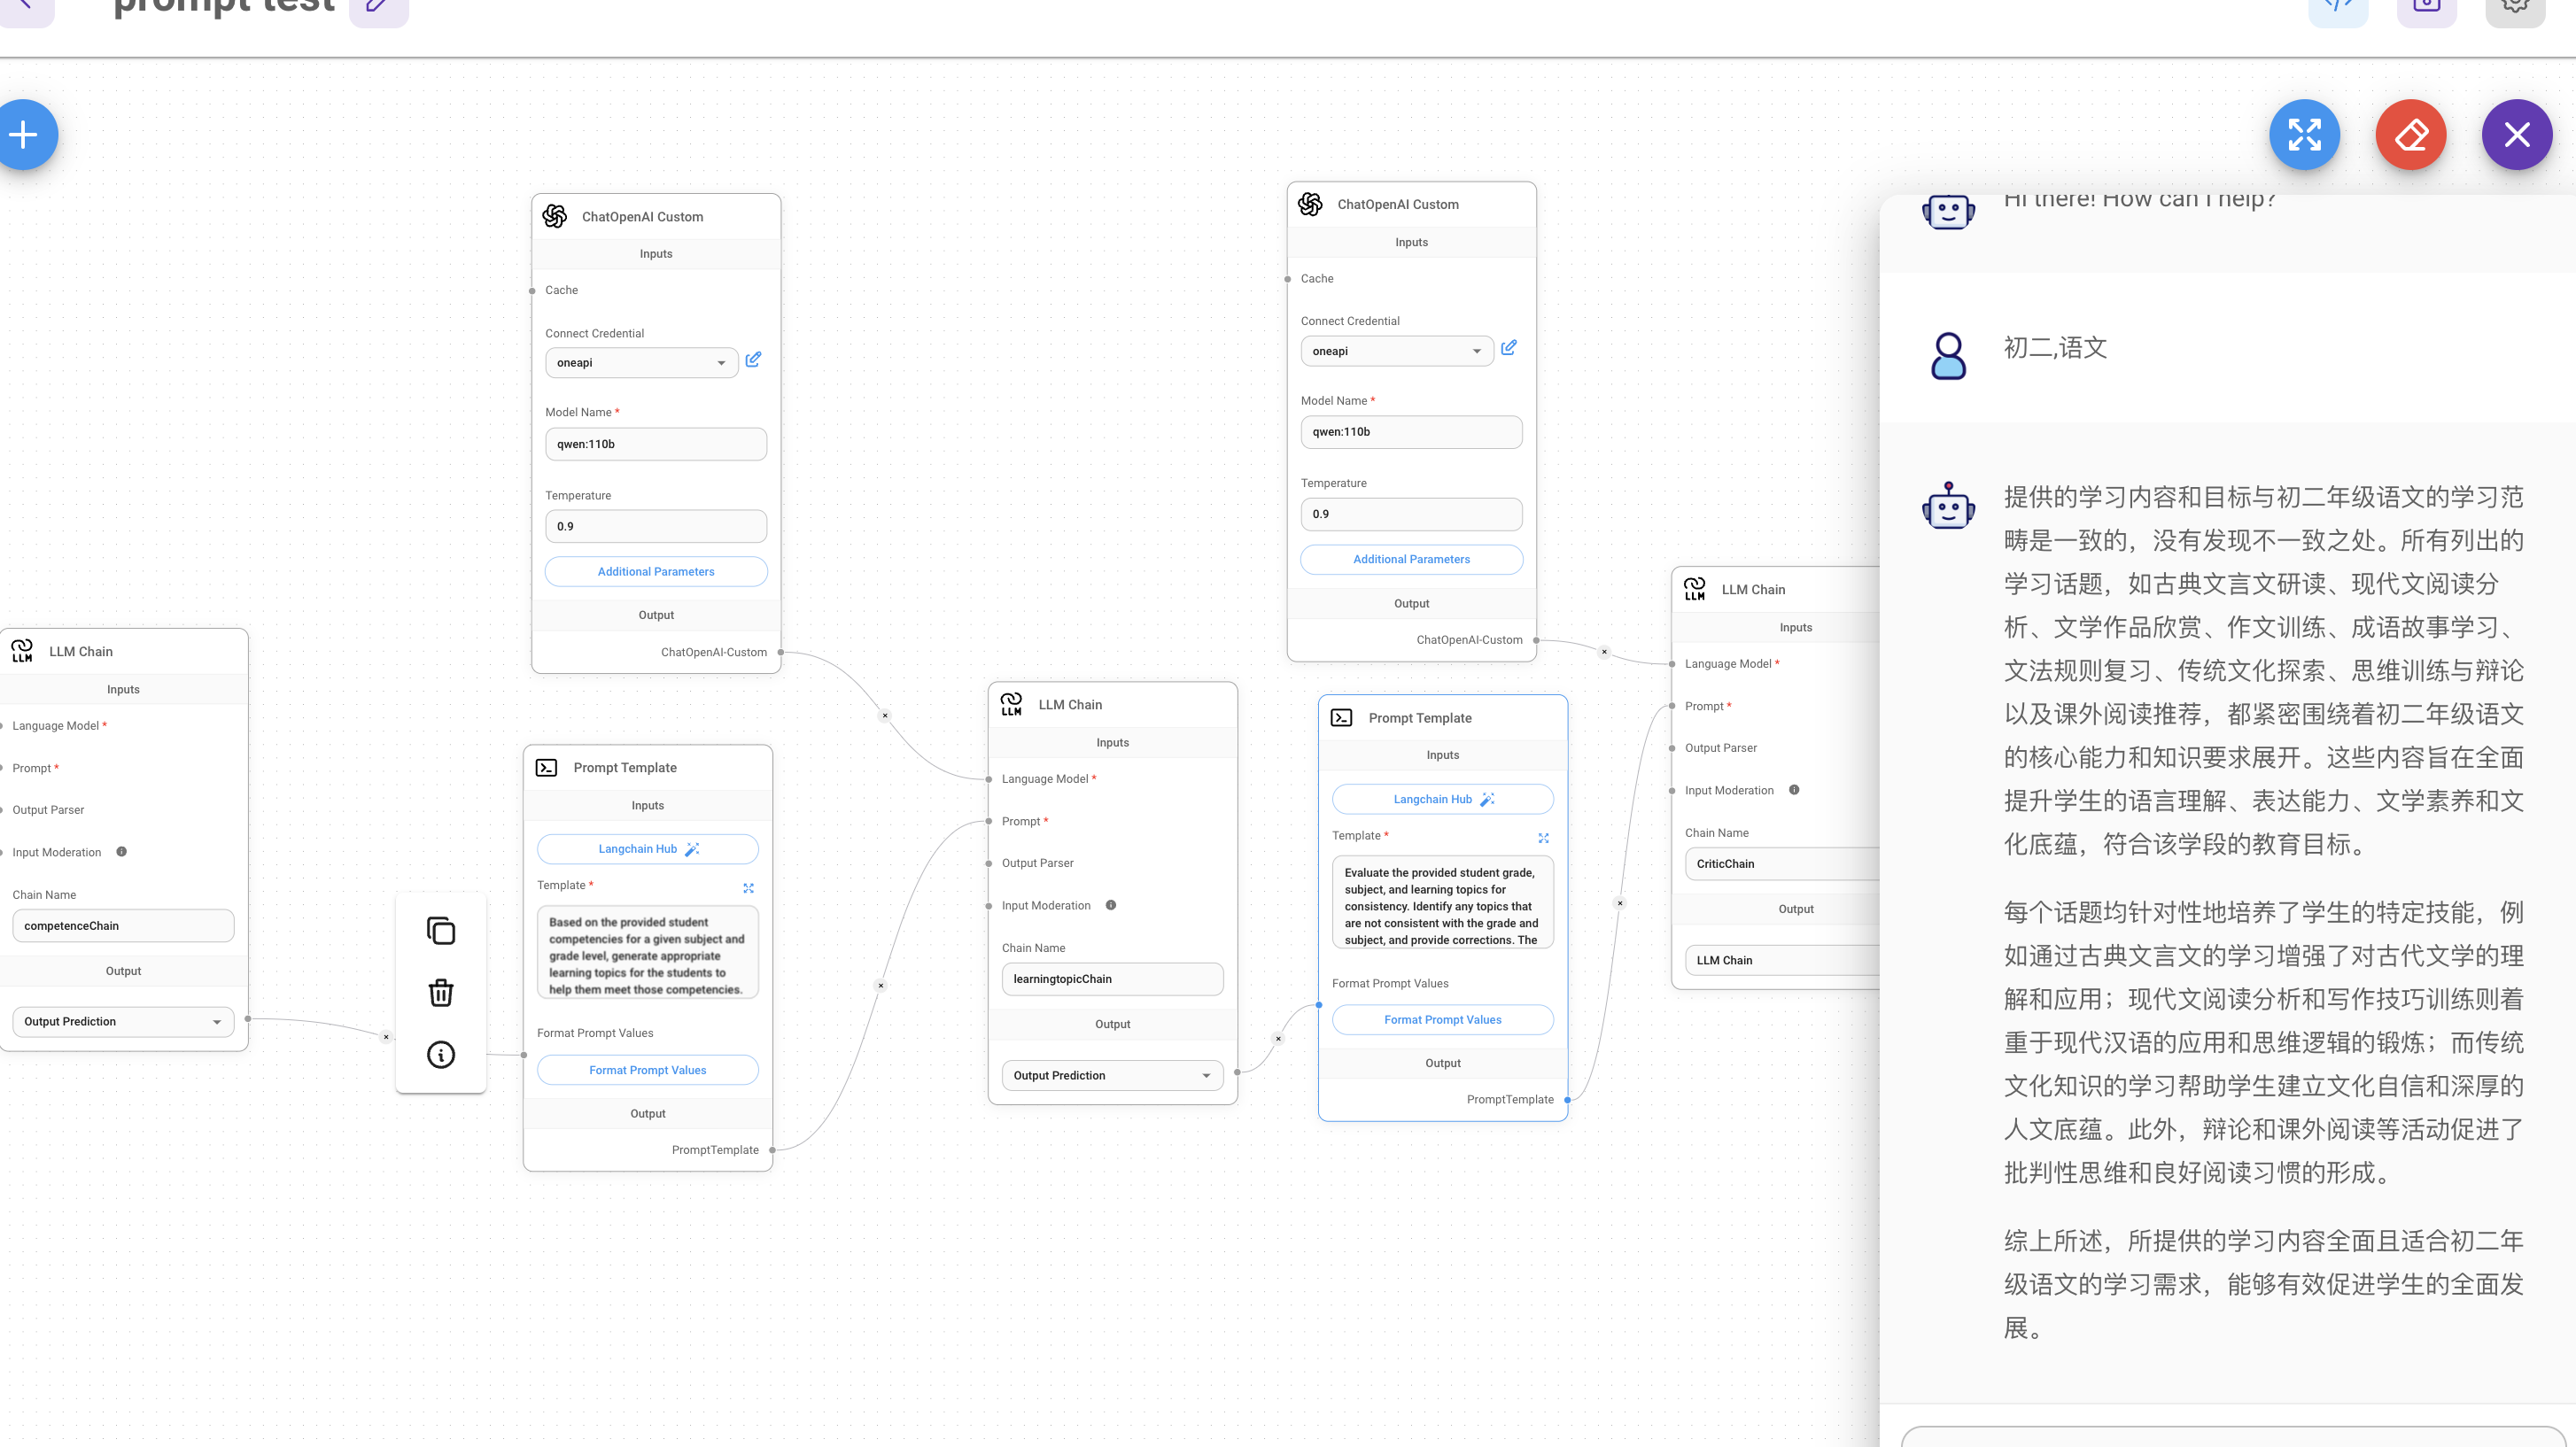 prompt test
ChatOpenAI Custom
Inputs
Cache
Connect Credential
oneapi
Model Name *
qwen:110b
Temperature
0.9
Additional Parameters
Output
ChatOpenAI-Custom
ChatOpenAI Custom
Inputs
Cache
Connect Credential
oneapi
Model Name *
qwen:110b
Temperature
0.9
Additional Parameters
Output
ChatOpenAI-Custom
LLM
LLM Chain
Inputs
Language Model *
Prompt *
Output Parser
Input Moderation
Chain Name
competenceChain
Output
Output Prediction
Prompt Template
Inputs
Langchain Hub
Template *
Based on the provided student
competencies for a given subject and
grade level, generate appropriate
learning topics for the students to
help them meet those competencies.
Format Prompt Values
Format Prompt Values
Output
PromptTemplate
LLM
LLM Chain
Inputs
Language Model *
Prompt *
Output Parser
Input Moderation
Chain Name
learningtopicChain
Output
Output Prediction
Prompt Template
Inputs
Langchain Hub
Template *
Evaluate the provided student grade,
subject, and learning topics for
consistency. Identify any topics that
are not consistent with the grade and
subject, and provide corrections. The
Format Prompt Values
Format Prompt Values
Output
PromptTemplate
LLM
LLM Chain
Inputs
Language Model *
Prompt *
Output Parser
Input Moderation
Chain Name
CriticChain
Output
LLM Chain
Hi there! How can I help?
初二,语文
提供的学习内容和目标与初二年级语文的学习范
畴是一致的，没有发现不一致之处。所有列出的
学习话题，如古典文言文研读、现代文阅读分
析、文学作品欣赏、作文训练、成语故事学习、
文法规则复习、传统文化探索、思维训练与辩论
以及课外阅读推荐，都紧密围绕着初二年级语文
的核心能力和知识要求展开。这些内容旨在全面
提升学生的语言理解、表达能力、文学素养和文
化底蕴，符合该学段的教育目标。
每个话题均针对性地培养了学生的特定技能，例
如通过古典文言文的学习增强了对古代文学的理
解和应用；现代文阅读分析和写作技巧训练则着
重于现代汉语的应用和思维逻辑的锻炼；而传统
文化知识的学习帮助学生建立文化自信和深厚的
人文底蕴。此外，辩论和课外阅读等活动促进了
批判性思维和良好阅读习惯的形成。
综上所述，所提供的学习内容全面且适合初二年
级语文的学习需求，能够有效促进学生的全面发
展。